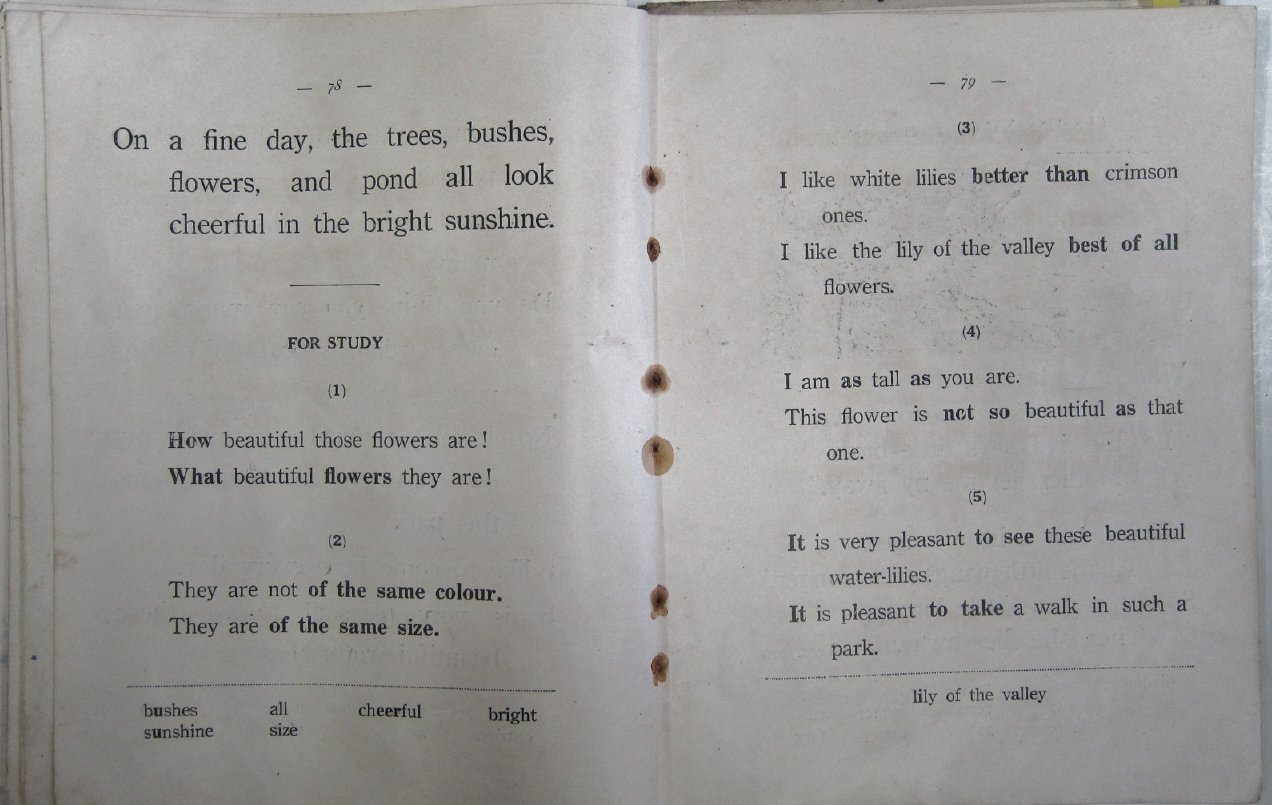 — 78 —
On a fine day, the trees, bushes,
flowers, and pond all look
cheerful in the bright sunshine.
FOR STUDY
(1)
How beautiful those flowers are!
What beautiful flowers they are!
(2)
They are not of the same colour.
They are of the same size.
bushes all cheerful bright
sunshine size
— 79 —
(3)
I like white lilies better than crimson
ones.
I like the lily of the valley best of all
flowers.
(4)
I am as tall as you are.
This flower is not so beautiful as that
one.
(5)
It is very pleasant to see these beautiful
water-lilies.
It is pleasant to take a walk in such a
park.
lily of the valley